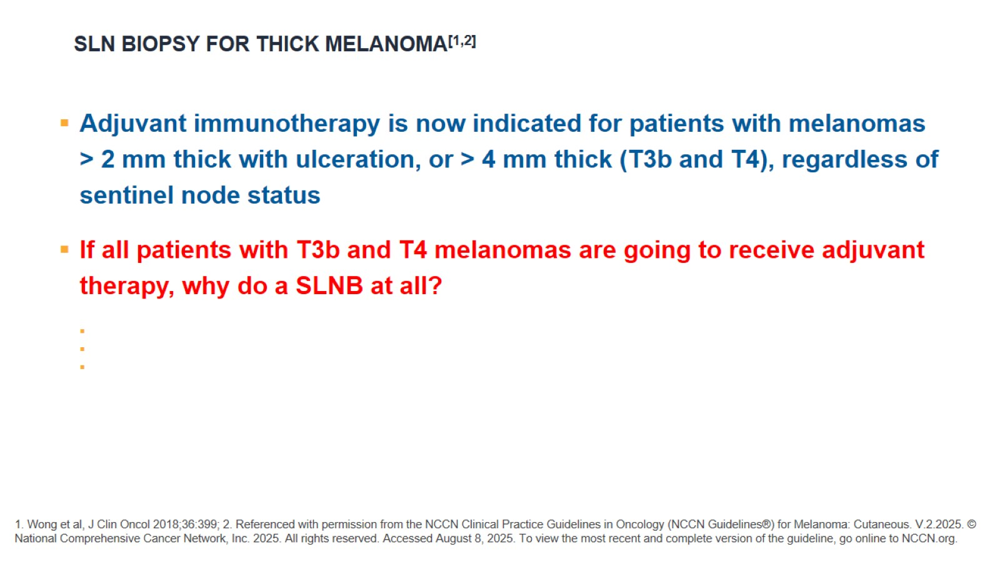 SLN BIOPSY FOR THICK MELANOMA[1,2]
▪ Adjuvant immunotherapy is now indicated for patients with melanomas
> 2 mm thick with ulceration, or > 4 mm thick (T3b and T4), regardless of
sentinel node status
▪ If all patients with T3b and T4 melanomas are going to receive adjuvant
therapy, why do a SLNB at all?
▪
▪
▪
1. Wong et al, J Clin Oncol 2018;36:399; 2. Referenced with permission from the NCCN Clinical Practice Guidelines in Oncology (NCCN Guidelines®) for Melanoma: Cutaneous. V.2.2025. ©
National Comprehensive Cancer Network, Inc. 2025. All rights reserved. Accessed August 8, 2025. To view the most recent and complete version of the guideline, go online to NCCN.org.